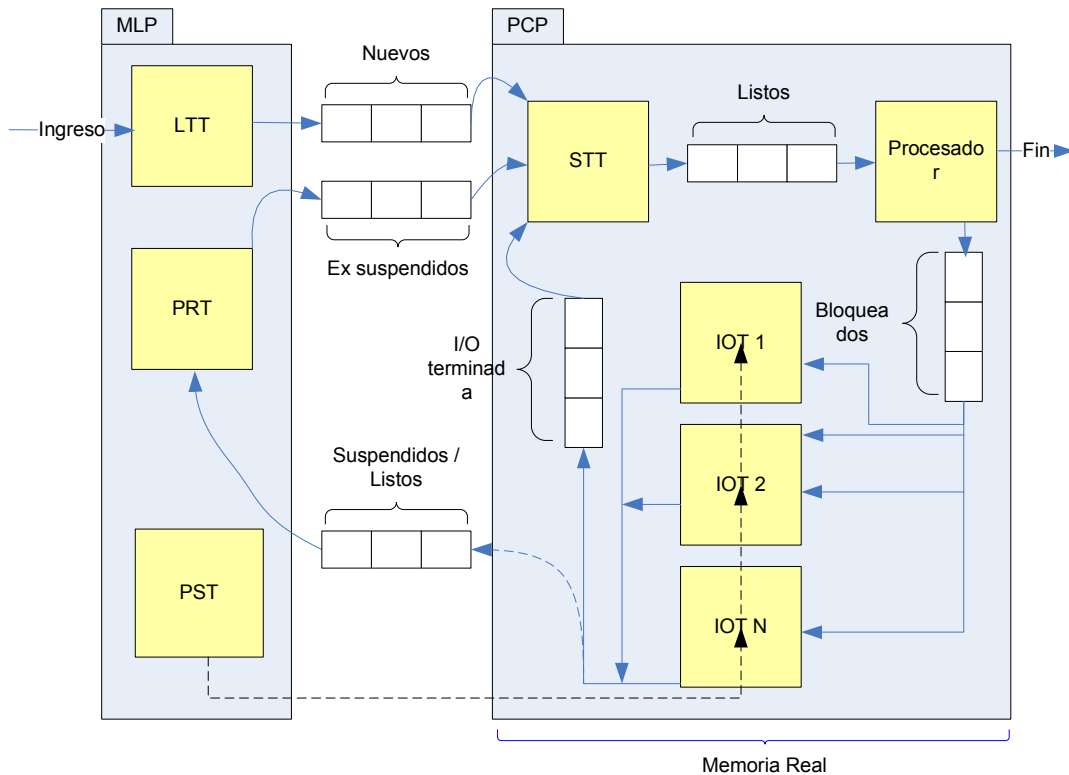 MLP
PCP
Nuevos
Listos
Ingreso
LTT
STT
Procesado
r
Fin
Ex suspendidos
PRT
I/O
terminad
a
IOT 1
Bloquea
dos
Suspendidos /
Listos
IOT 2
PST
IOT N
Memoria Real